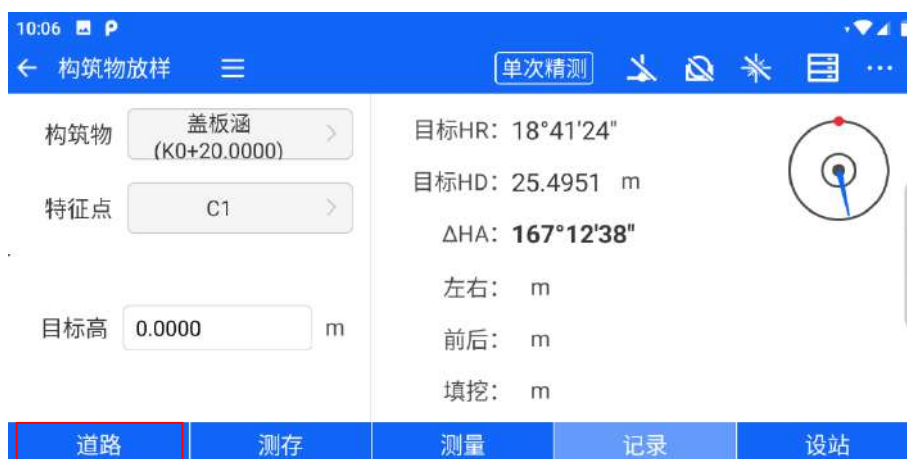 10:06
构筑物放样
单次精测
构筑物
盖板涵
(K0+20.0000)
特征点
C1
目标高
0.0000
m
目标HR：18°41'24"
目标HD：25.4951 m
ΔHA：167°12'38"
左右： m
前后： m
填挖： m
道路
测存
测量
记录
设站